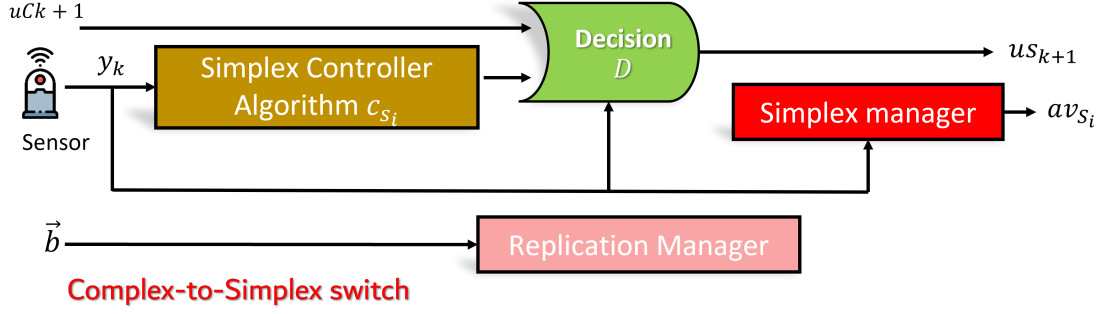 uCk + 1
Decision
D
us_{k+1}
y_k
Simplex Controller
Algorithm c_{S_i}
Sensor
Simplex manager
av_{S_i}
\vec{b}
Replication Manager
Complex-to-Simplex switch